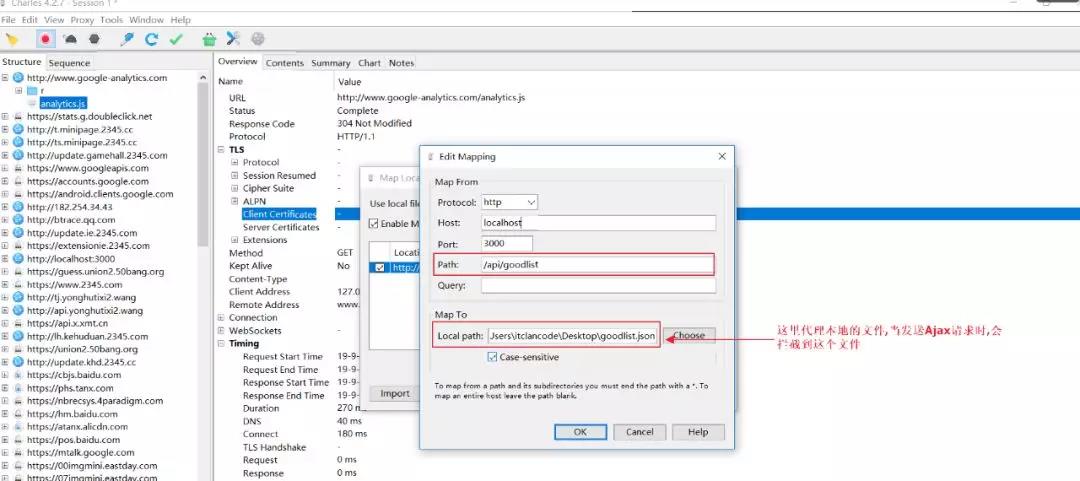 Charles 4.2.7 - Session 1 *
File Edit View Proxy Tools Window Help
Structure Sequence
http://www.google-analytics.com
r
analytics.js
https://stats.g.doubleclick.net
http://t.minipage.2345.cc
http://ts.minipage.2345.cc
http://update.gamehall.2345.com
https://www.googleapis.com
https://accounts.google.com
https://android.clients.google.com
http://182.254.34.43
http://btrace.qq.com
http://update.ie.2345.com
https://extensionie.2345.com
http://localhost:3000
https://guess.union2.50bang.org
https://www.2345.com
http://tj.yonghutixi2.wang
http://api.yonghutixi2.wang
https://api.x.xmt.cn
http://lh.kehuduan.2345.com
https://union2.50bang.org
http://update.khd.2345.cc
https://cbjs.baidu.com
https://phs.tanx.com
https://nbrecsys.4paradigm.com
https://hm.baidu.com
https://atanx.alicdn.com
https://pos.baidu.com
https://mtalk.google.com
https://00imgmini.eastday.com
https://07imgmini.eastday.com
Overview Contents Summary Chart Notes
Name Value
URL http://www.google-analytics.com/analytics.js
Status Complete
Response Code 304 Not Modified
Protocol HTTP/1.1
TLS -
Protocol -
Session Resumed -
Cipher Suite -
ALPN -
Client Certificates -
Server Certificates -
Extensions
Method GET
Kept Alive No
Content-Type
Client Address 127.0
Remote Address www.
Connection
WebSockets -
Timing
Request Start Time 19-9-
Request End Time 19-9-
Response Start Time 19-9-
Response End Time 19-9-
Duration 270 m
DNS 40 ms
Connect 180 ms
TLS Handshake -
Request 0 ms
Response 0 ms
Map Loca
Use local file
Enable M
Locati
http://
Import
Edit Mapping
Map From
Protocol: http
Host: localhost
Port: 3000
Path: /api/goodlist
Query:
Map To
Local path: Jsers\itclancode\Desktop\goodlist.json Choose
Case-sensitive
To map from a path and its subdirectories you must end the path with a *. To
map an entire host leave the path blank.
OK Cancel Help
这里代理本地的文件,当发送Ajax请求时,会
拦截到这个文件